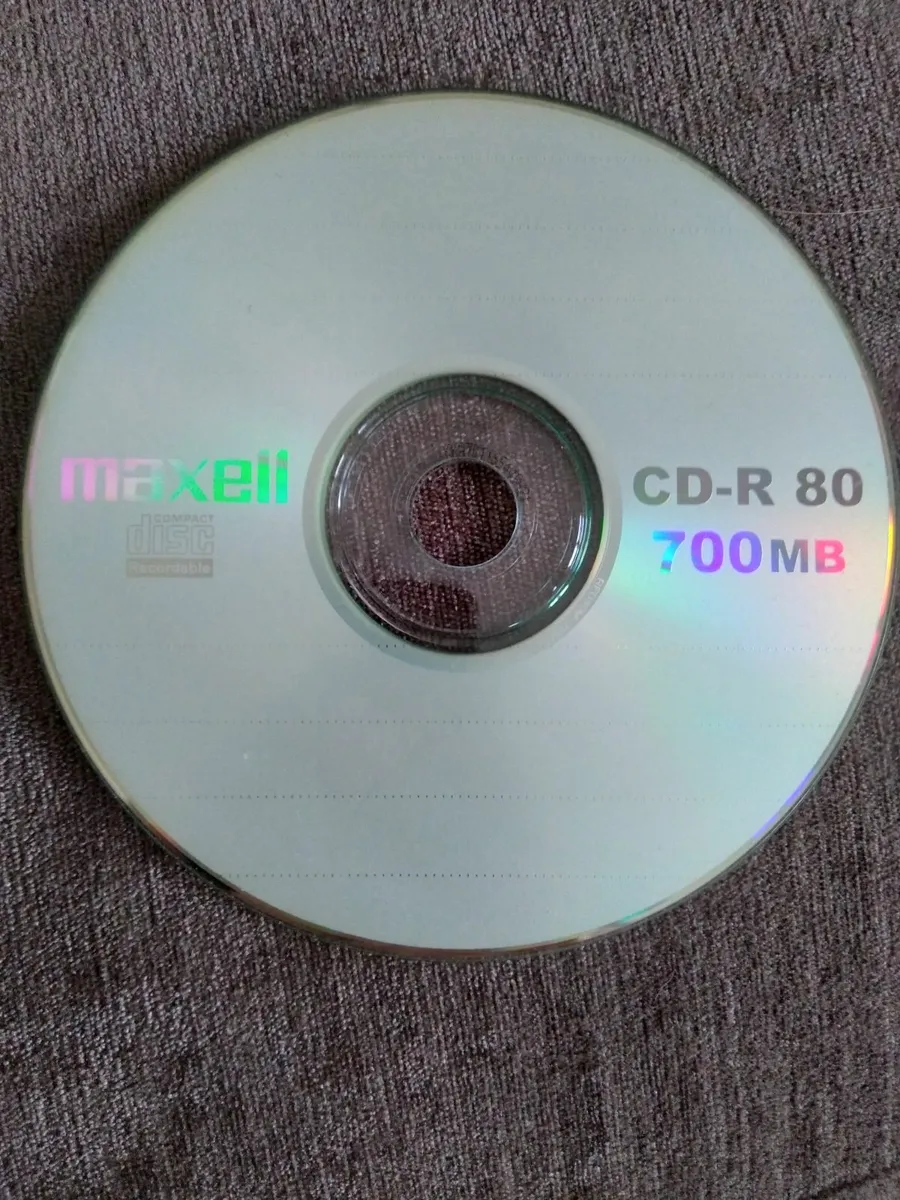 maxell
CD-R 80
COMPACT
disc
Recordable
700MB